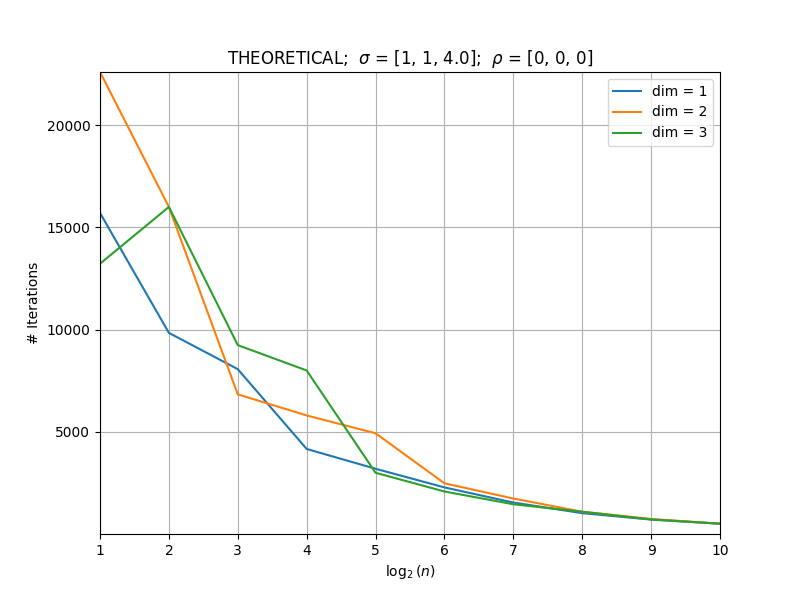 THEORETICAL;  σ = [1, 1, 4.0];  ρ = [0, 0, 0]
dim = 1
dim = 2
dim = 3
20000
15000
10000
5000
# Iterations
1 2 3 4 5 6 7 8 9 10
log₂(n)